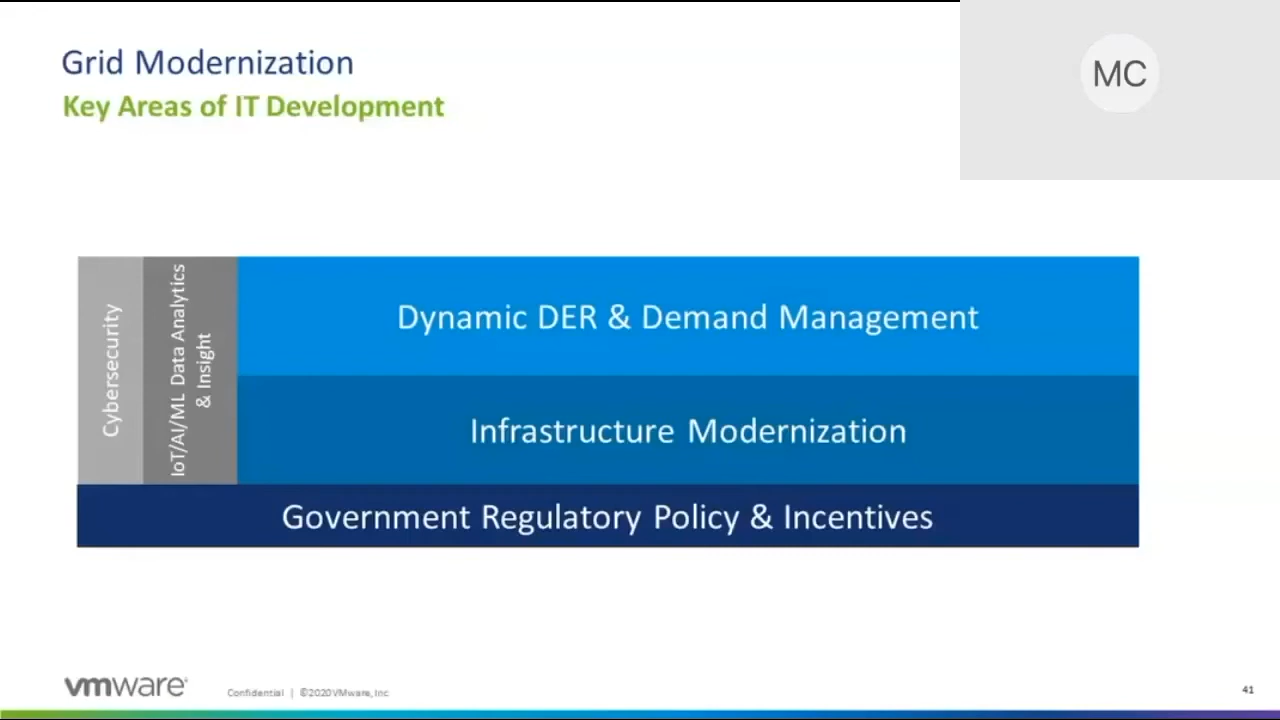 Grid Modernization
Key Areas of IT Development
MC
Cybersecurity
IoT/AI/ML Data Analytics
& Insight
Dynamic DER & Demand Management
Infrastructure Modernization
Government Regulatory Policy & Incentives
vmware®
Confidential | ©2020 VMware, Inc.
41